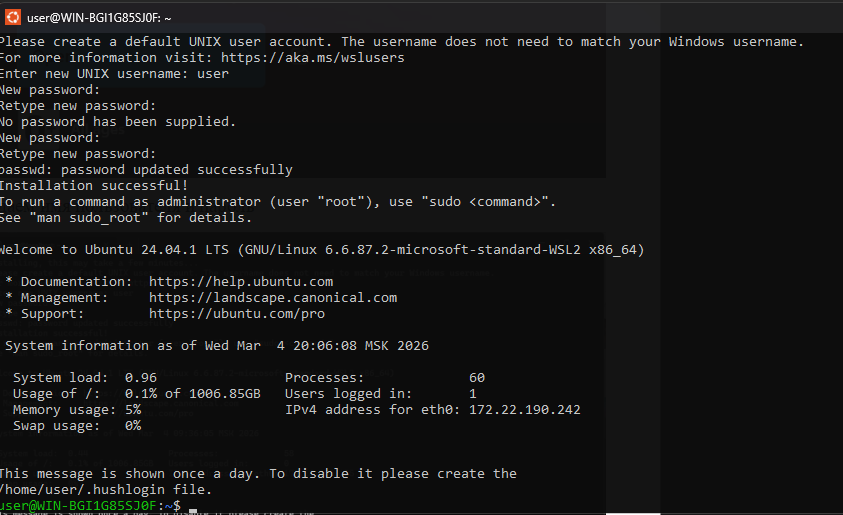 user@WIN-BGI1G85SJ0F: ~
Please create a default UNIX user account. The username does not need to match your Windows username.
For more information visit: https://aka.ms/wslusers
Enter new UNIX username: user
New password:
Retype new password:
No password has been supplied.
New password:
Retype new password:
passwd: password updated successfully
Installation successful!
To run a command as administrator (user "root"), use "sudo <command>".
See "man sudo_root" for details.
Welcome to Ubuntu 24.04.1 LTS (GNU/Linux 6.6.87.2-microsoft-standard-WSL2 x86_64)
* Documentation:  https://help.ubuntu.com
* Management:     https://landscape.canonical.com
* Support:        https://ubuntu.com/pro
System information as of Wed Mar  4 20:06:08 MSK 2026
System load:  0.96                Processes:             60
Usage of /:   0.1% of 1006.85GB   Users logged in:       1
Memory usage: 5%                  IPv4 address for eth0: 172.22.190.242
Swap usage:   0%
This message is shown once a day. To disable it please create the
/home/user/.hushlogin file.
user@WIN-BGI1G85SJ0F:~$